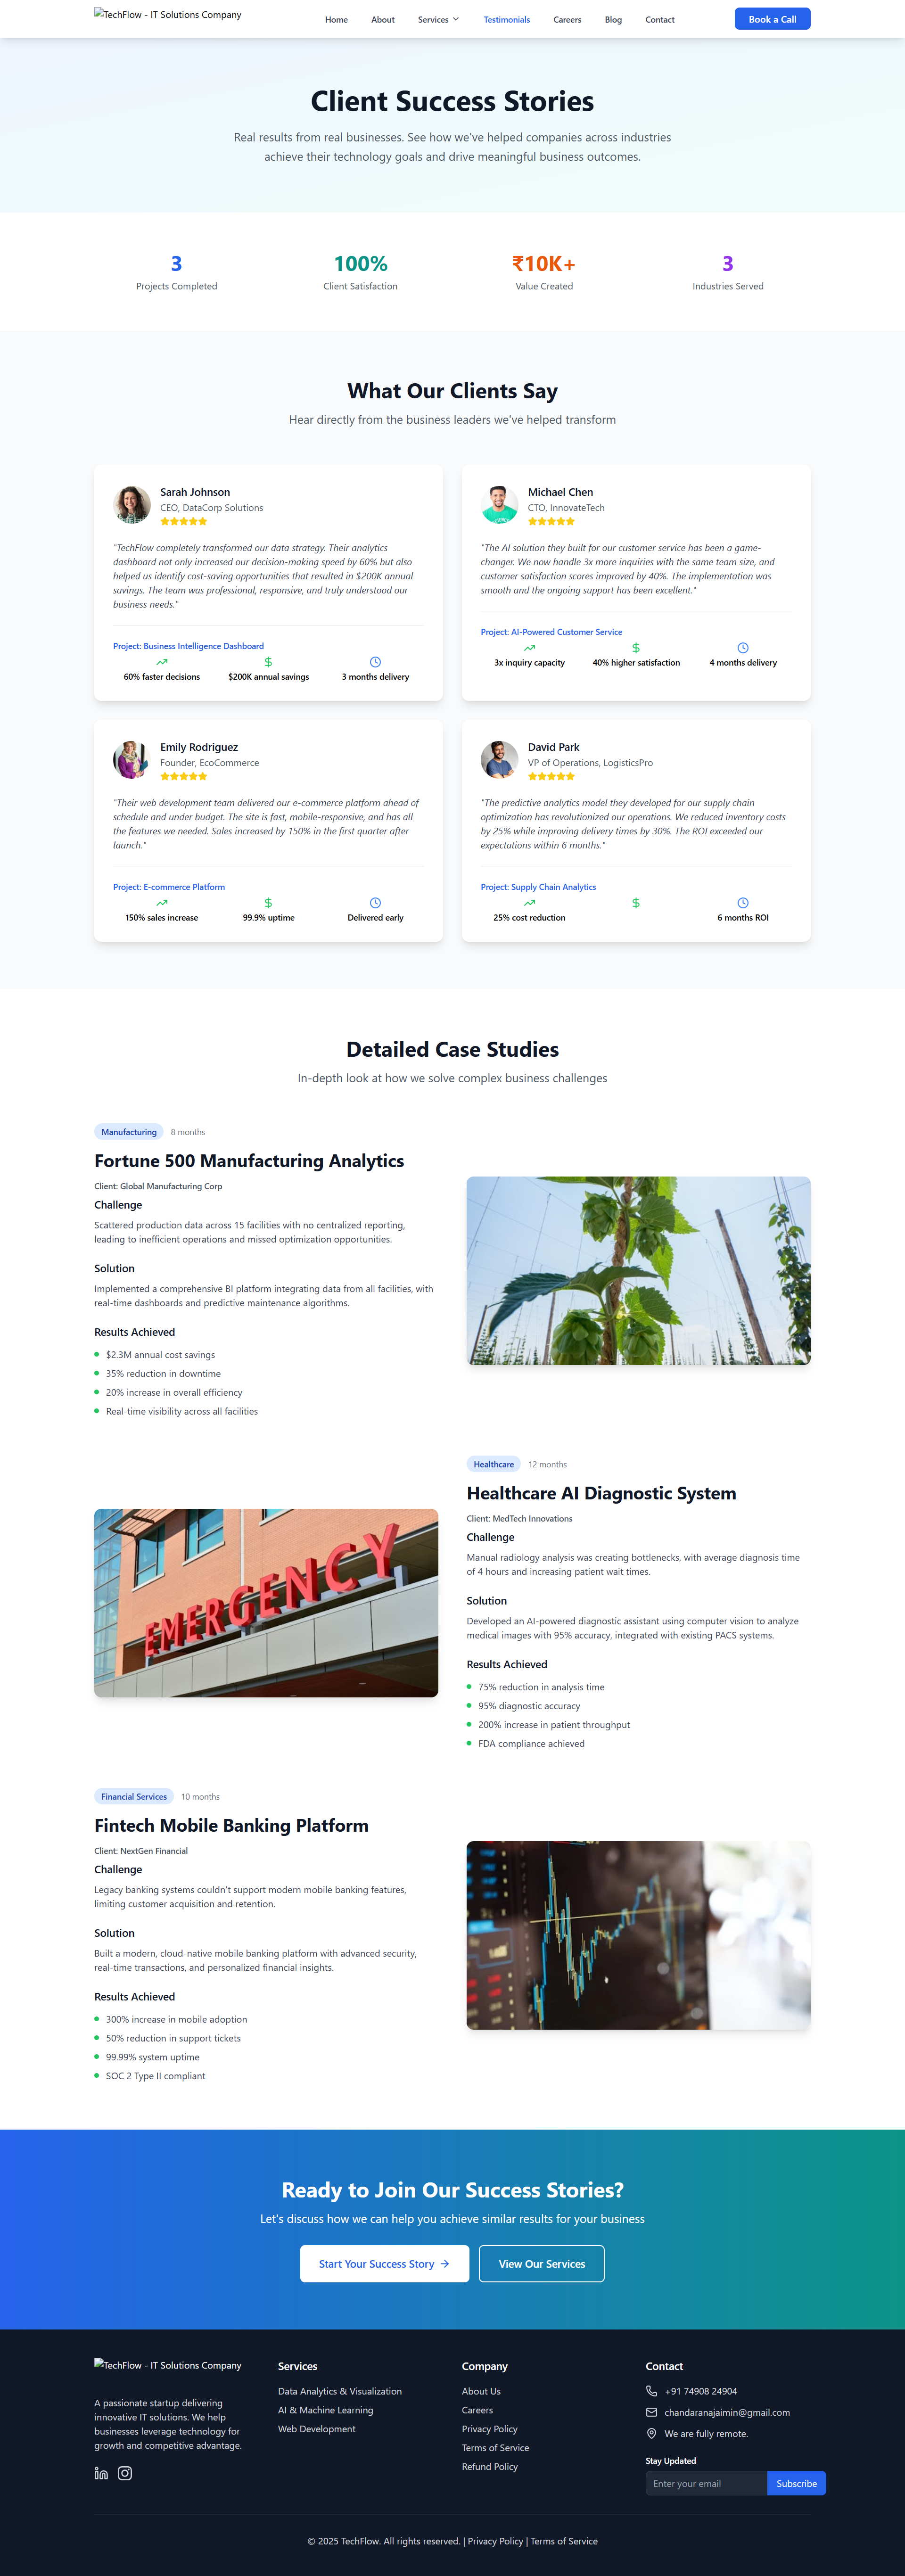 TechFlow - IT Solutions Company
Home
About
Services
Testimonials
Careers
Blog
Contact
Book a Call
Client Success Stories
Real results from real businesses. See how we've helped companies across industries
achieve their technology goals and drive meaningful business outcomes.
3
Projects Completed
100%
Client Satisfaction
₹10K+
Value Created
3
Industries Served
What Our Clients Say
Hear directly from the business leaders we've helped transform
Sarah Johnson
CEO, DataCorp Solutions
"TechFlow completely transformed our data strategy. Their analytics
dashboard not only increased our decision-making speed by 60% but also
helped us identify cost-saving opportunities that resulted in $200K annual
savings. The team was professional, responsive, and truly understood our
business needs."
Project: Business Intelligence Dashboard
60% faster decisions
$200K annual savings
3 months delivery
Michael Chen
CTO, InnovateTech
"The AI solution they built for our customer service has been a game-
changer. We now handle 3x more inquiries with the same team size, and
customer satisfaction scores improved by 40%. The implementation was
smooth and the ongoing support has been excellent."
Project: AI-Powered Customer Service
3x inquiry capacity
40% higher satisfaction
4 months delivery
Emily Rodriguez
Founder, EcoCommerce
"Their web development team delivered our e-commerce platform ahead of
schedule and under budget. The site is fast, mobile-responsive, and has all
the features we needed. Sales increased by 150% in the first quarter after
launch."
Project: E-commerce Platform
150% sales increase
99.9% uptime
Delivered early
David Park
VP of Operations, LogisticsPro
"The predictive analytics model they developed for our supply chain
optimization has revolutionized our operations. We reduced inventory costs
by 25% while improving delivery times by 30%. The ROI exceeded our
expectations within 6 months."
Project: Supply Chain Analytics
25% cost reduction
6 months ROI
Detailed Case Studies
In-depth look at how we solve complex business challenges
Manufacturing
8 months
Fortune 500 Manufacturing Analytics
Client: Global Manufacturing Corp
Challenge
Scattered production data across 15 facilities with no centralized reporting,
leading to inefficient operations and missed optimization opportunities.
Solution
Implemented a comprehensive BI platform integrating data from all facilities, with
real-time dashboards and predictive maintenance algorithms.
Results Achieved
$2.3M annual cost savings
35% reduction in downtime
20% increase in overall efficiency
Real-time visibility across all facilities
EMERGENCY
Healthcare
12 months
Healthcare AI Diagnostic System
Client: MedTech Innovations
Challenge
Manual radiology analysis was creating bottlenecks, with average diagnosis time
of 4 hours and increasing patient wait times.
Solution
Developed an AI-powered diagnostic assistant using computer vision to analyze
medical images with 95% accuracy, integrated with existing PACS systems.
Results Achieved
75% reduction in analysis time
95% diagnostic accuracy
200% increase in patient throughput
FDA compliance achieved
Financial Services
10 months
Fintech Mobile Banking Platform
Client: NextGen Financial
Challenge
Legacy banking systems couldn't support modern mobile banking features,
limiting customer acquisition and retention.
Solution
Built a modern, cloud-native mobile banking platform with advanced security,
real-time transactions, and personalized financial insights.
Results Achieved
300% increase in mobile adoption
50% reduction in support tickets
99.99% system uptime
SOC 2 Type II compliant
Ready to Join Our Success Stories?
Let's discuss how we can help you achieve similar results for your business
Start Your Success Story
View Our Services
TechFlow - IT Solutions Company
A passionate startup delivering
innovative IT solutions. We help
businesses leverage technology for
growth and competitive advantage.
Services
Data Analytics & Visualization
AI & Machine Learning
Web Development
Company
About Us
Careers
Privacy Policy
Terms of Service
Refund Policy
Contact
+91 74908 24904
chandaranajaimin@gmail.com
We are fully remote.
Stay Updated
Enter your email
Subscribe
© 2025 TechFlow. All rights reserved. | Privacy Policy | Terms of Service